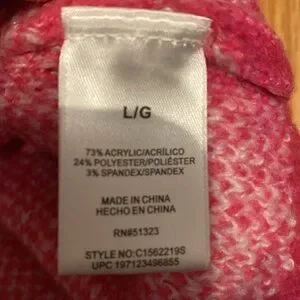 L/G
73% ACRYLIC/ACRÍLICO
24% POLYESTER/POLIÉSTER
3% SPANDEX/SPANDEX
MADE IN CHINA
HECHO EN CHINA
RN#51323
STYLE NO:C1562219S
UPC 197123496855